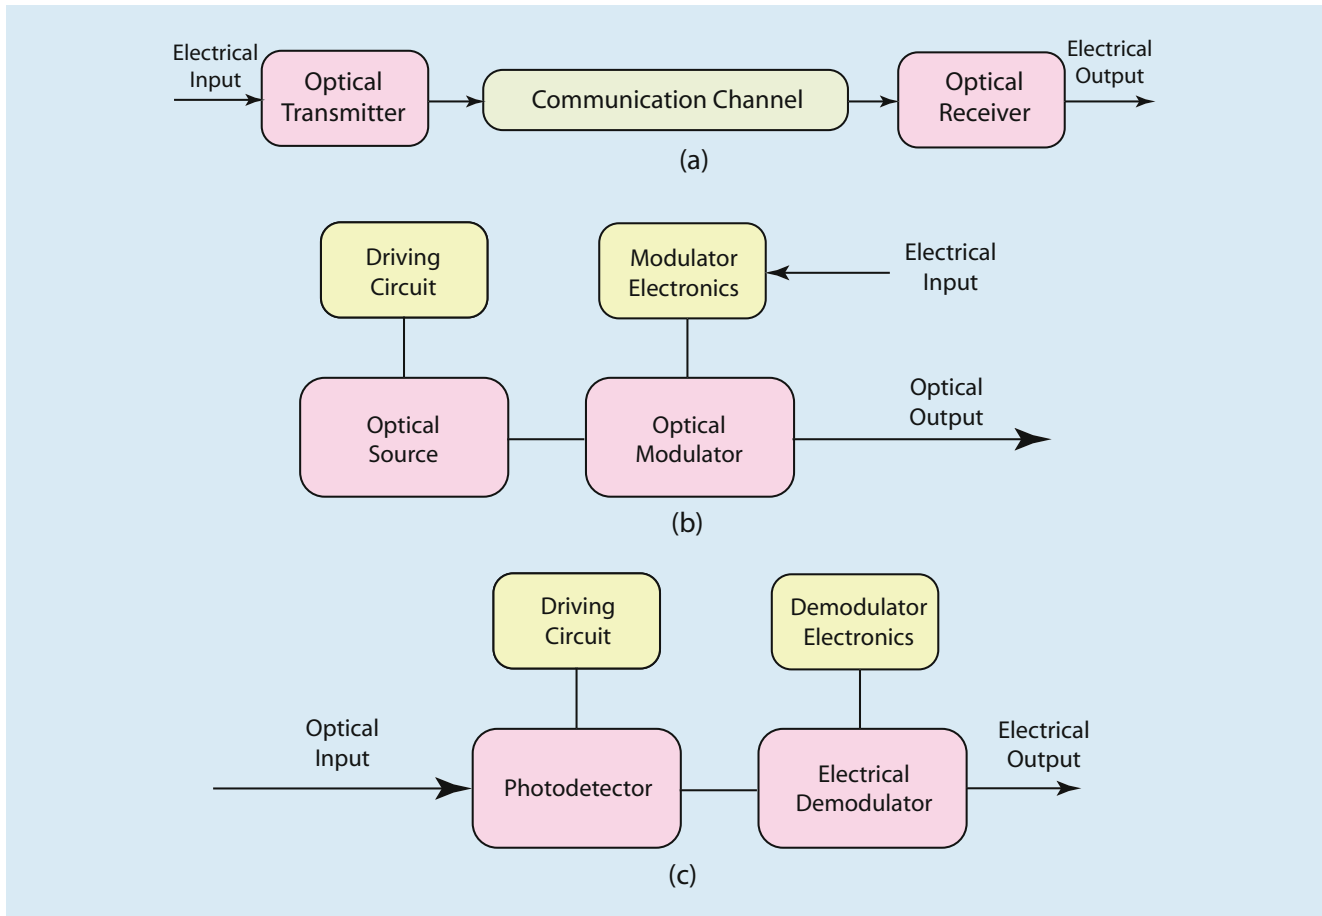 Electrical
Input
Optical
Transmitter
Communication Channel
Optical
Receiver
Electrical
Output
(a)
Driving
Circuit
Modulator
Electronics
Electrical
Input
Optical
Source
Optical
Modulator
Optical
Output
(b)
Driving
Circuit
Demodulator
Electronics
Optical
Input
Photodetector
Electrical
Demodulator
Electrical
Output
(c)